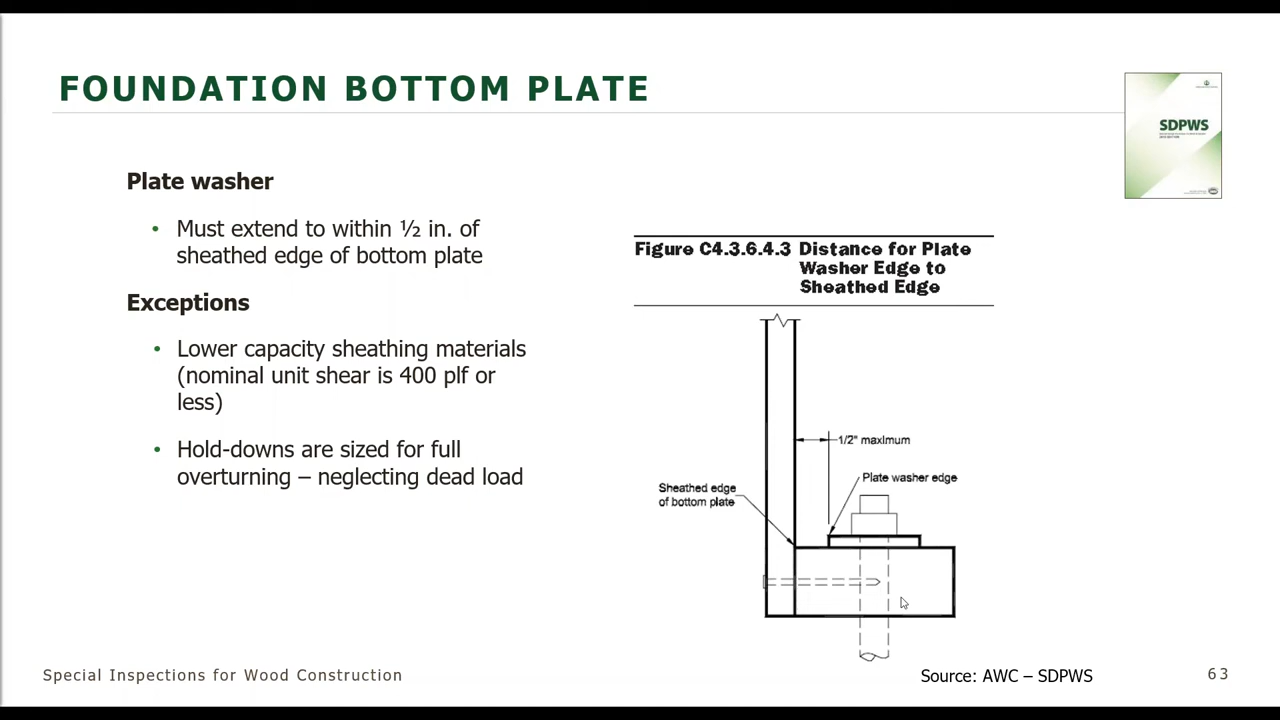 FOUNDATION BOTTOM PLATE
SDPWS
Plate washer
• Must extend to within ½ in. of
sheathed edge of bottom plate
Exceptions
• Lower capacity sheathing materials
(nominal unit shear is 400 plf or
less)
• Hold-downs are sized for full
overturning – neglecting dead load
Figure C4.3.6.4.3 Distance for Plate
Washer Edge to
Sheathed Edge
1/2" maximum
Plate washer edge
Sheathed edge
of bottom plate
Special Inspections for Wood Construction
Source: AWC – SDPWS
63